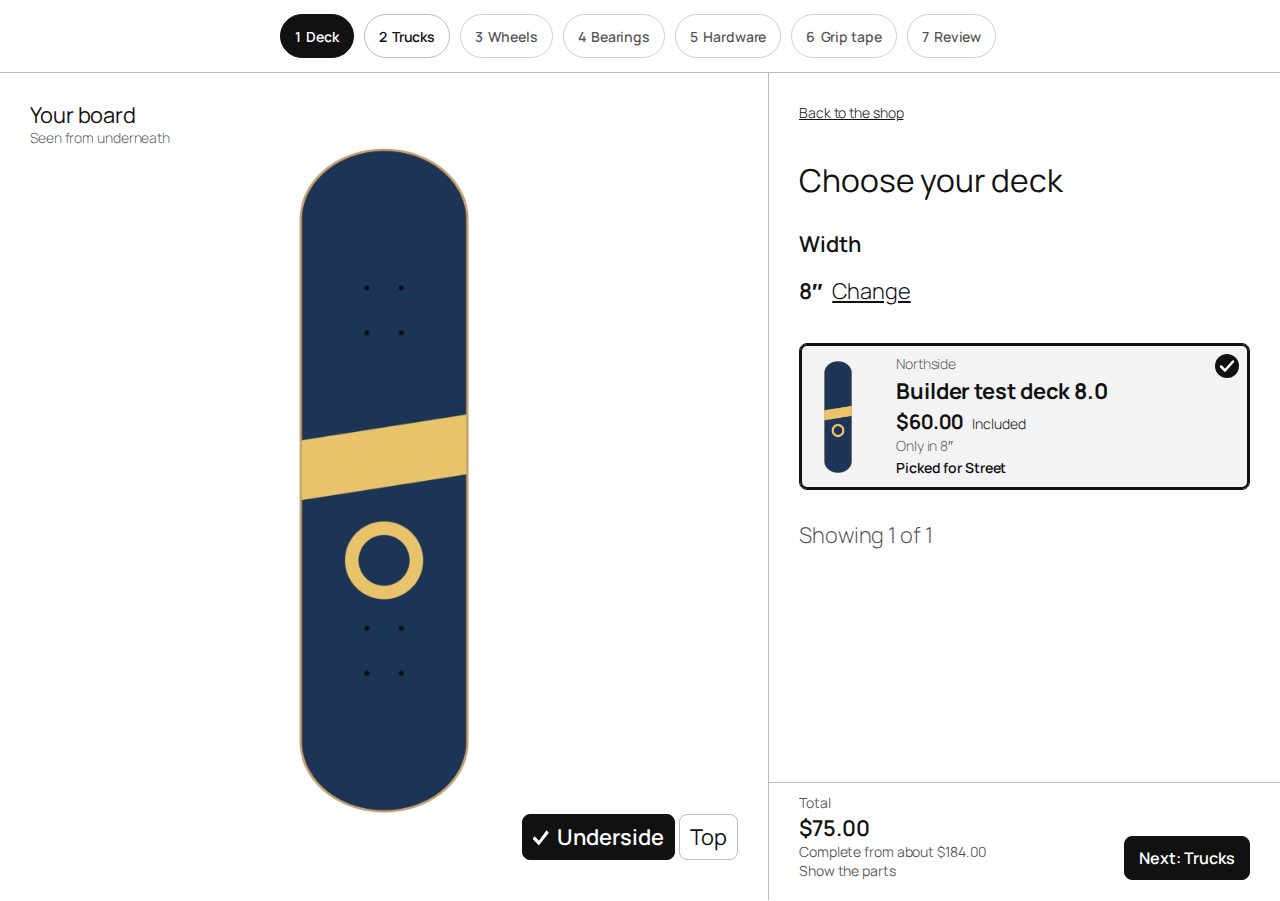 1 Deck
2 Trucks
3 Wheels
4 Bearings
5 Hardware
6 Grip tape
7 Review
Your board
Seen from underneath
Underside
Top
Back to the shop
Choose your deck
Width
8″ Change
Northside
Builder test deck 8.0
$60.00 Included
Only in 8″
Picked for Street
Showing 1 of 1
Total
$75.00
Complete from about $184.00
Show the parts
Next: Trucks